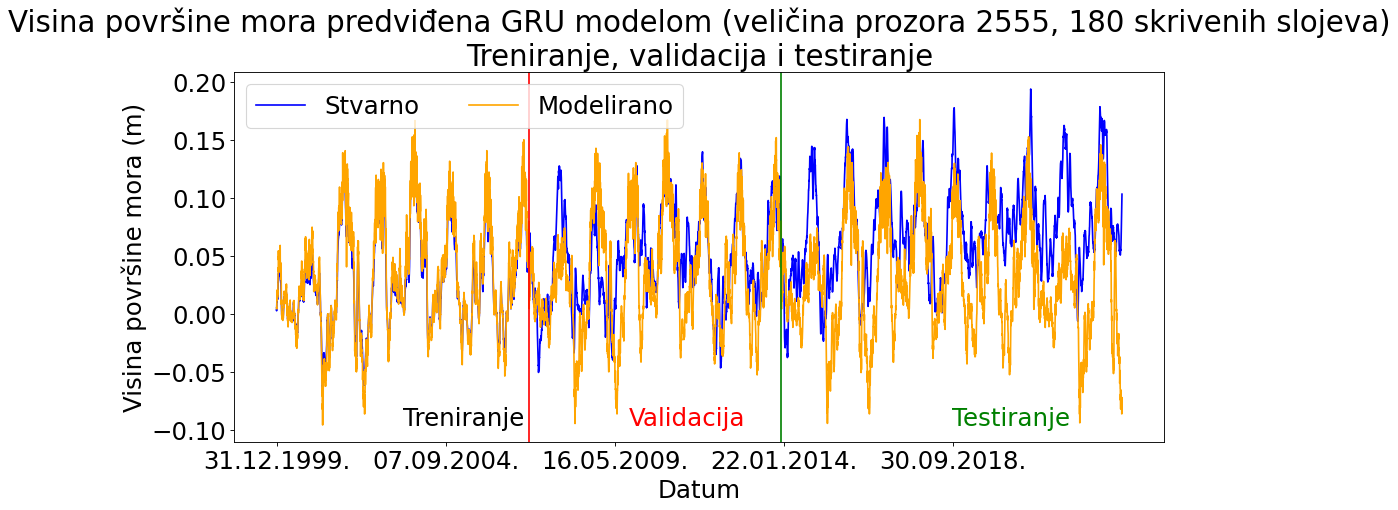 Visina površine mora predviđena GRU modelom (veličina prozora 2555, 180 skrivenih slojeva)
Treniranje, validacija i testiranje
Stvarno
Modelirano
Visina površine mora (m)
0.20
0.15
0.10
0.05
0.00
−0.05
−0.10
Treniranje
Validacija
Testiranje
31.12.1999.
07.09.2004.
16.05.2009.
22.01.2014.
30.09.2018.
Datum